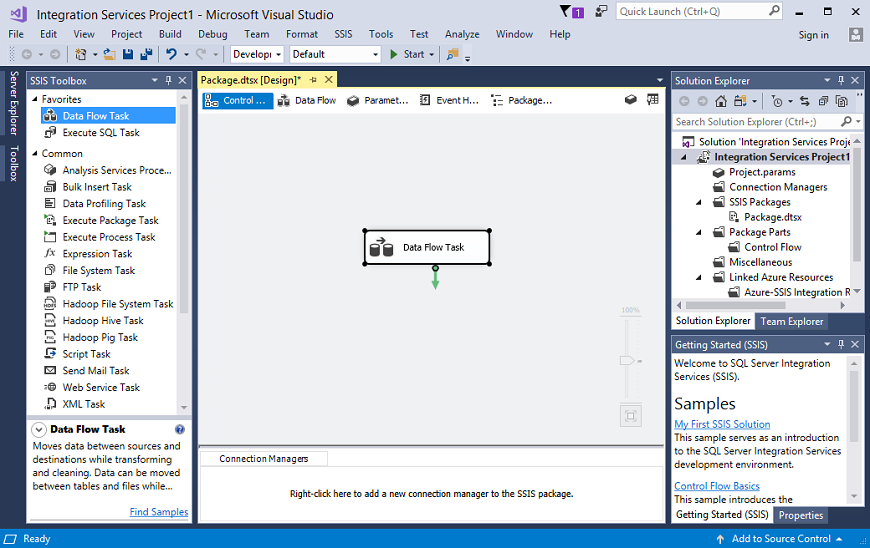 Integration Services Project1 - Microsoft Visual Studio
1
Quick Launch (Ctrl+Q)
File Edit View Project Build Debug Team Format SSIS Tools Test Analyze Window Help
Sign in
Developı Default Start
Server Explorer
Toolbox
SSIS Toolbox
Favorites
Data Flow Task
Execute SQL Task
Common
Analysis Services Proce...
Bulk Insert Task
Data Profiling Task
Execute Package Task
Execute Process Task
Expression Task
File System Task
FTP Task
Hadoop File System Task
Hadoop Hive Task
Hadoop Pig Task
Script Task
Send Mail Task
Web Service Task
XML Task
Data Flow Task
Moves data between sources and
destinations while transforming
and cleaning. Data can be moved
between tables and files while...
Find Samples
Package.dtsx [Design]*
Control ... Data Flow Paramet... Event H... Package...
Data Flow Task
100%
Connection Managers
Right-click here to add a new connection manager to the SSIS package.
Solution Explorer
Search Solution Explorer (Ctrl+;)
Solution 'Integration Services Proje
Integration Services Project1
Project.params
Connection Managers
SSIS Packages
Package.dtsx
Package Parts
Control Flow
Miscellaneous
Linked Azure Resources
Azure-SSIS Integration R
Solution Explorer Team Explorer
Getting Started (SSIS)
Welcome to SQL Server Integration
Services (SSIS).
Samples
My First SSIS Solution
This sample serves as an introduction
to the SQL Server Integration Services
development environment.
Control Flow Basics
This sample introduces the
Getting Started (SSIS) Properties
Ready
Add to Source Control